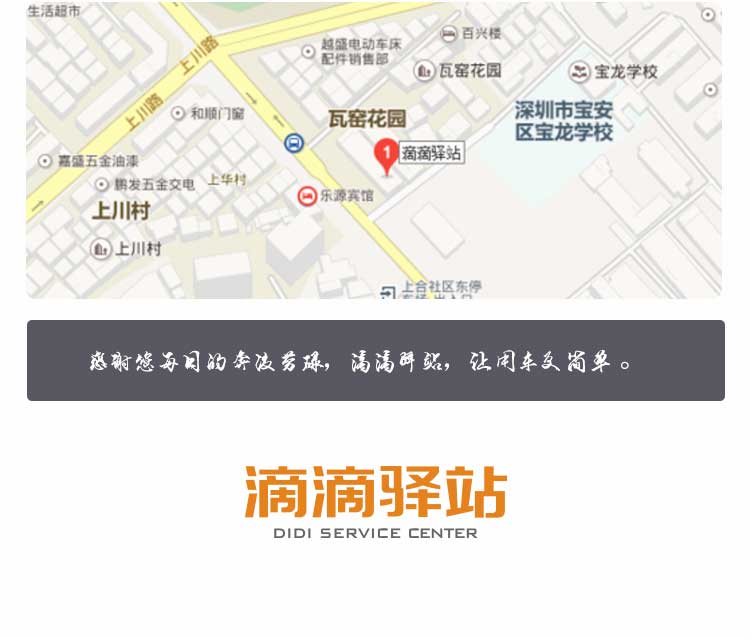 生活超市
上川路
越盛电动车床
配件销售部
百兴楼
瓦窑花园
宝龙学校
上川路
和顺门窗
瓦窑花园
深圳市宝安
区宝龙学校
1
滴滴驿站
嘉盛五金油漆
鹏发五金交电
上华村
乐源宾馆
上川村
上川村
上合社区东停
车场-出入口
感谢您每日的奔波劳碌，滴滴驿站，让用车更简单。
滴滴驿站
DIDI SERVICE CENTER